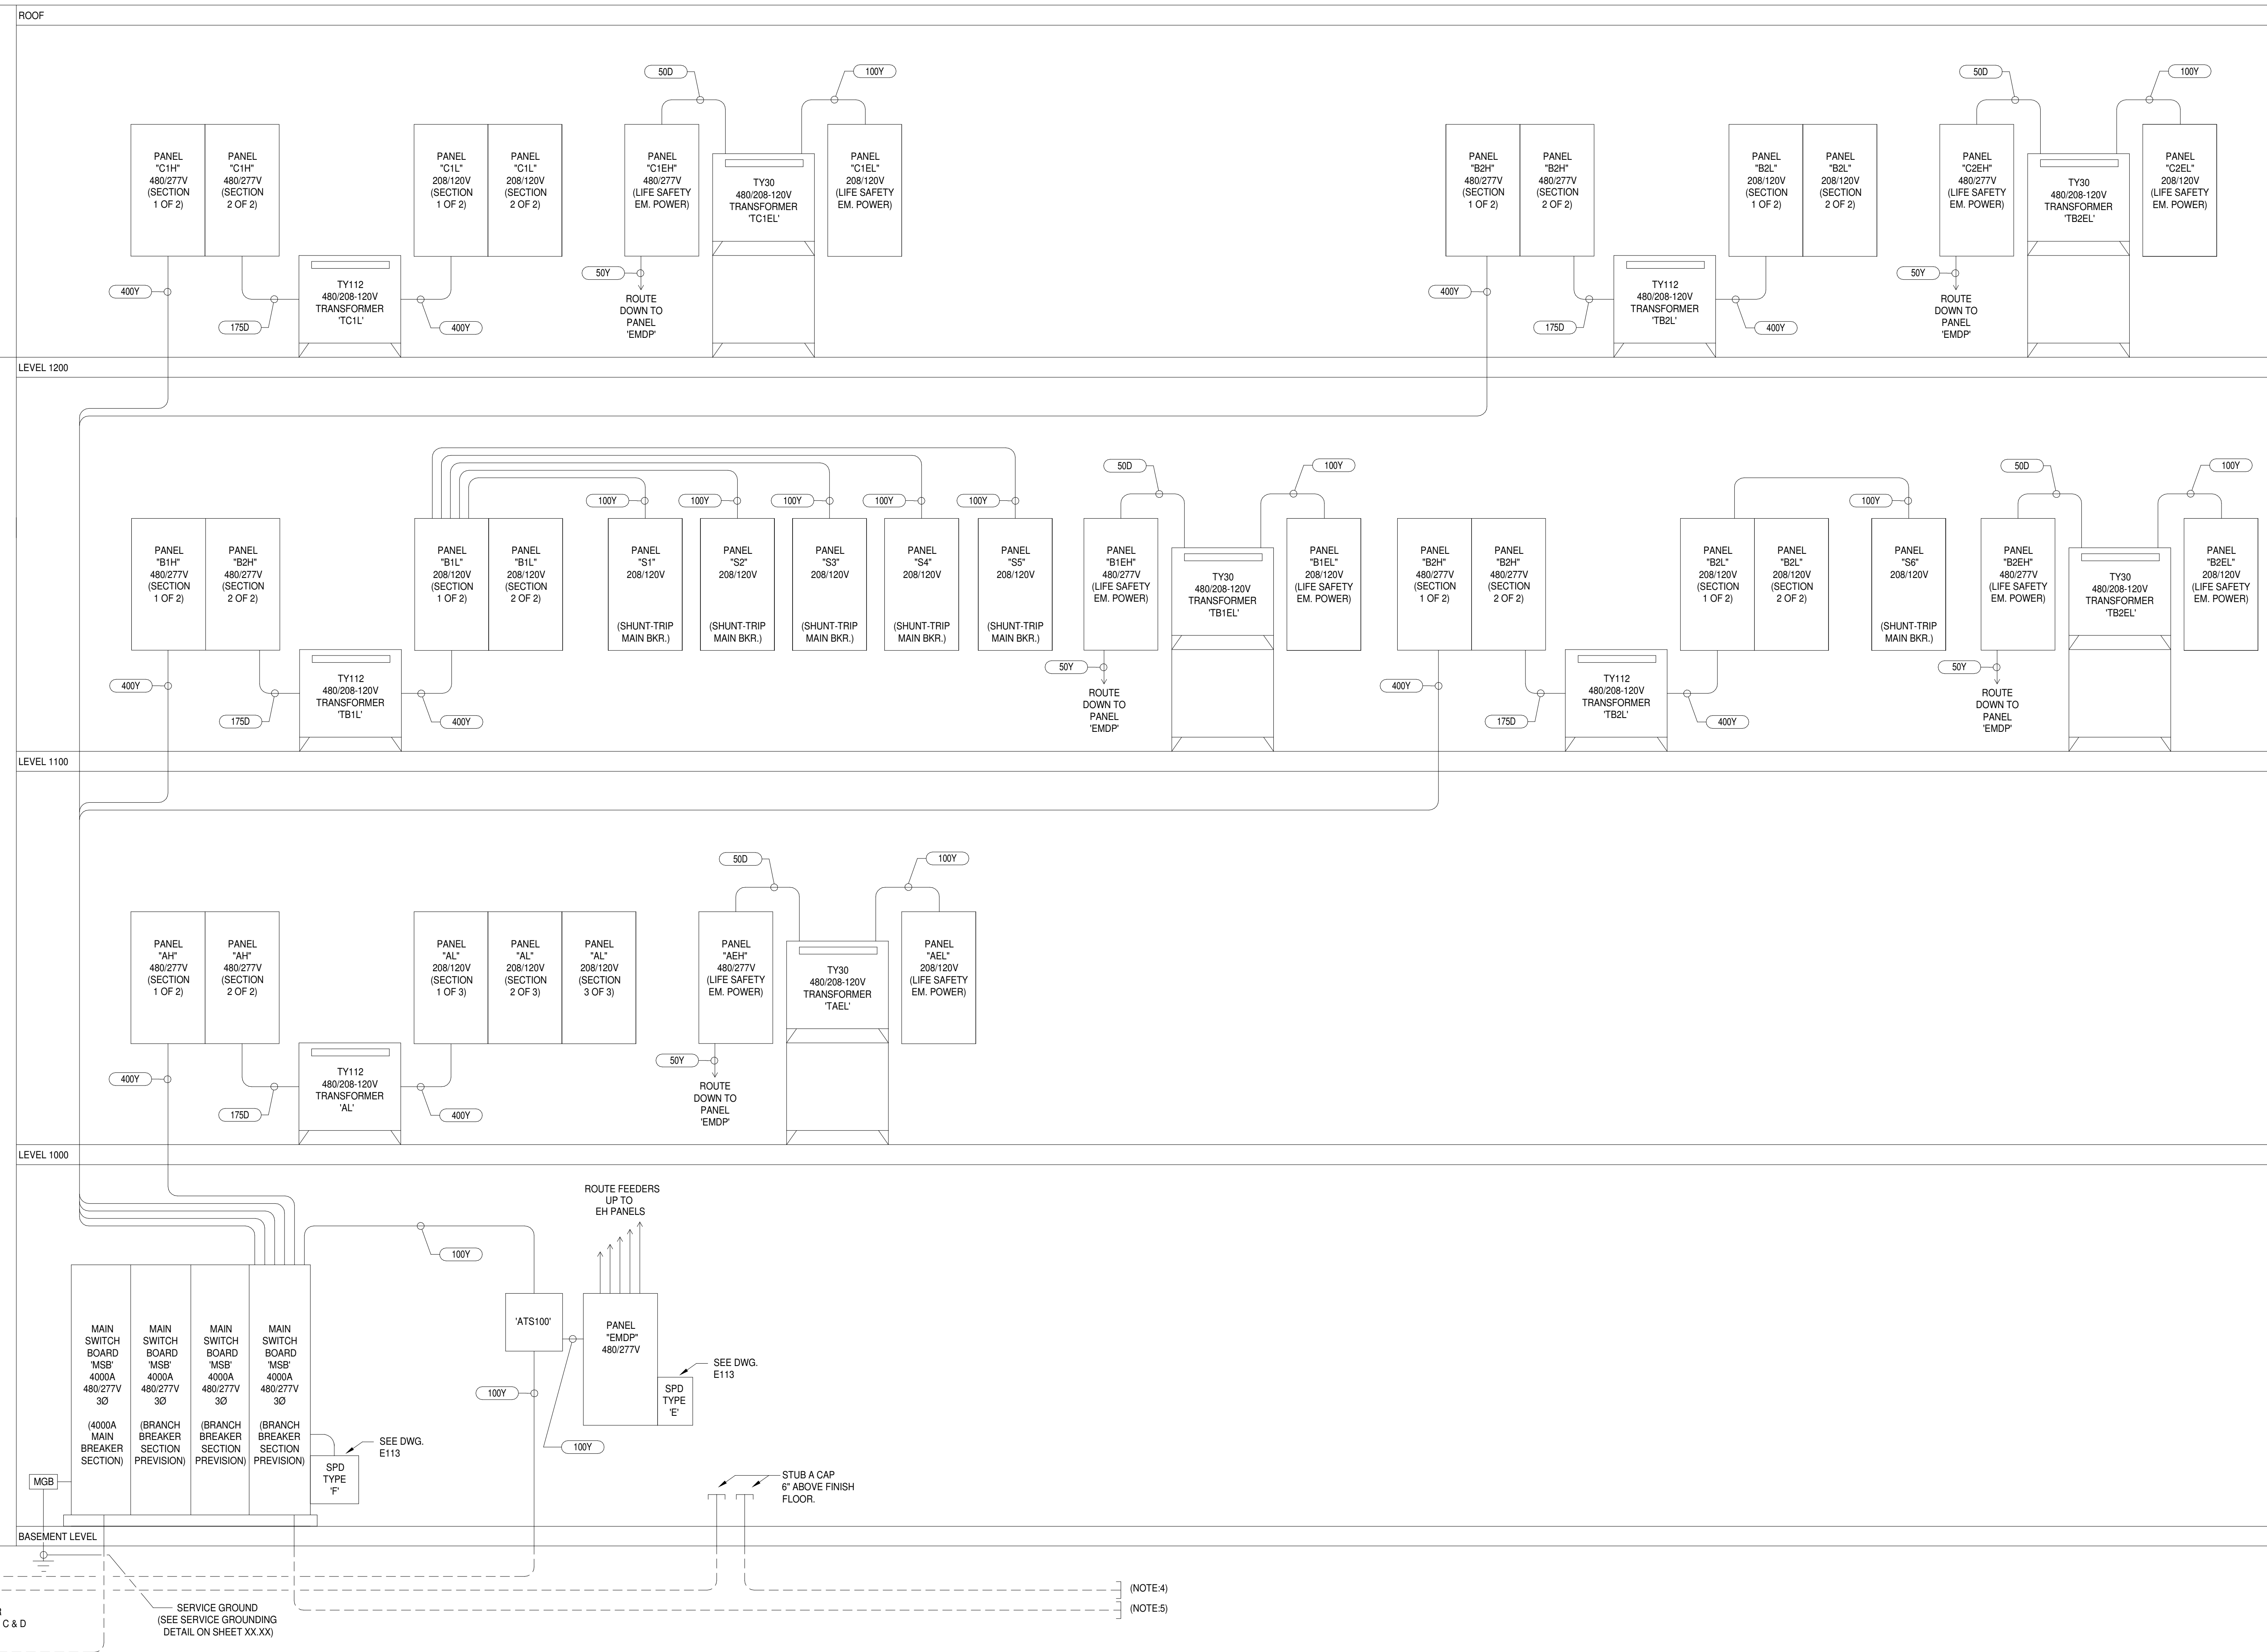 ROOF
50D
100Y
50D
100Y
PANEL
"C1H"
480/277V
(SECTION
1 OF 2)
PANEL
"C1H"
480/277V
(SECTION
2 OF 2)
PANEL
"C1L"
208/120V
(SECTION
1 OF 2)
PANEL
"C1L"
208/120V
(SECTION
2 OF 2)
PANEL
"C1EH"
480/277V
(LIFE SAFETY
EM. POWER)
TY30
480/208-120V
TRANSFORMER
'TC1EL'
PANEL
"C1EL"
208/120V
(LIFE SAFETY
EM. POWER)
PANEL
"B2H"
480/277V
(SECTION
1 OF 2)
PANEL
"B2H"
480/277V
(SECTION
2 OF 2)
PANEL
"B2L"
208/120V
(SECTION
1 OF 2)
PANEL
"B2L"
208/120V
(SECTION
2 OF 2)
PANEL
"C2EH"
480/277V
(LIFE SAFETY
EM. POWER)
TY30
480/208-120V
TRANSFORMER
'TB2EL'
PANEL
"C2EL"
208/120V
(LIFE SAFETY
EM. POWER)
400Y
175D
TY112
480/208-120V
TRANSFORMER
'TC1L'
400Y
50Y
ROUTE
DOWN TO
PANEL
'EMDP'
400Y
175D
TY112
480/208-120V
TRANSFORMER
'TB2L'
400Y
50Y
ROUTE
DOWN TO
PANEL
'EMDP'
LEVEL 1200
100Y
100Y
100Y
100Y
100Y
50D
100Y
100Y
50D
100Y
PANEL
"B1H"
480/277V
(SECTION
1 OF 2)
PANEL
"B2H"
480/277V
(SECTION
2 OF 2)
PANEL
"B1L"
208/120V
(SECTION
1 OF 2)
PANEL
"B1L"
208/120V
(SECTION
2 OF 2)
PANEL
"S1"
208/120V
(SHUNT-TRIP
MAIN BKR.)
PANEL
"S2"
208/120V
(SHUNT-TRIP
MAIN BKR.)
PANEL
"S3"
208/120V
(SHUNT-TRIP
MAIN BKR.)
PANEL
"S4"
208/120V
(SHUNT-TRIP
MAIN BKR.)
PANEL
"S5"
208/120V
(SHUNT-TRIP
MAIN BKR.)
PANEL
"B1EH"
480/277V
(LIFE SAFETY
EM. POWER)
TY30
480/208-120V
TRANSFORMER
'TB1EL'
PANEL
"B1EL"
208/120V
(LIFE SAFETY
EM. POWER)
PANEL
"B2H"
480/277V
(SECTION
1 OF 2)
PANEL
"B2H"
480/277V
(SECTION
2 OF 2)
PANEL
"B2L"
208/120V
(SECTION
1 OF 2)
PANEL
"B2L"
208/120V
(SECTION
2 OF 2)
PANEL
"S6"
208/120V
(SHUNT-TRIP
MAIN BKR.)
PANEL
"B2EH"
480/277V
(LIFE SAFETY
EM. POWER)
TY30
480/208-120V
TRANSFORMER
'TB2EL'
PANEL
"B2EL"
208/120V
(LIFE SAFETY
EM. POWER)
400Y
175D
TY112
480/208-120V
TRANSFORMER
'TB1L'
400Y
50Y
ROUTE
DOWN TO
PANEL
'EMDP'
400Y
175D
TY112
480/208-120V
TRANSFORMER
'TB2L'
400Y
50Y
ROUTE
DOWN TO
PANEL
'EMDP'
LEVEL 1100
50D
100Y
PANEL
"AH"
480/277V
(SECTION
1 OF 2)
PANEL
"AH"
480/277V
(SECTION
2 OF 2)
PANEL
"AL"
208/120V
(SECTION
1 OF 3)
PANEL
"AL"
208/120V
(SECTION
2 OF 3)
PANEL
"AL"
208/120V
(SECTION
3 OF 3)
PANEL
"AEH"
480/277V
(LIFE SAFETY
EM. POWER)
TY30
480/208-120V
TRANSFORMER
'TAEL'
PANEL
"AEL"
208/120V
(LIFE SAFETY
EM. POWER)
400Y
175D
TY112
480/208-120V
TRANSFORMER
'AL'
400Y
50Y
ROUTE
DOWN TO
PANEL
'EMDP'
LEVEL 1000
ROUTE FEEDERS
UP TO
EH PANELS
100Y
MAIN
SWITCH
BOARD
'MSB'
4000A
480/277V
3Ø
(4000A
MAIN
BREAKER
SECTION)
MAIN
SWITCH
BOARD
'MSB'
4000A
480/277V
3Ø
(BRANCH
BREAKER
SECTION
PREVISION)
MAIN
SWITCH
BOARD
'MSB'
4000A
480/277V
3Ø
(BRANCH
BREAKER
SECTION
PREVISION)
MAIN
SWITCH
BOARD
'MSB'
4000A
480/277V
3Ø
(BRANCH
BREAKER
SECTION
PREVISION)
'ATS100'
PANEL
"EMDP"
480/277V
SEE DWG.
E113
SPD
TYPE
'E'
100Y
100Y
SEE DWG.
E113
SPD
TYPE
'F'
MGB
STUB A CAP
6" ABOVE FINISH
FLOOR.
BASEMENT LEVEL
(NOTE:4)
(NOTE:5)
C & D
SERVICE GROUND
(SEE SERVICE GROUNDING
DETAIL ON SHEET XX.XX)